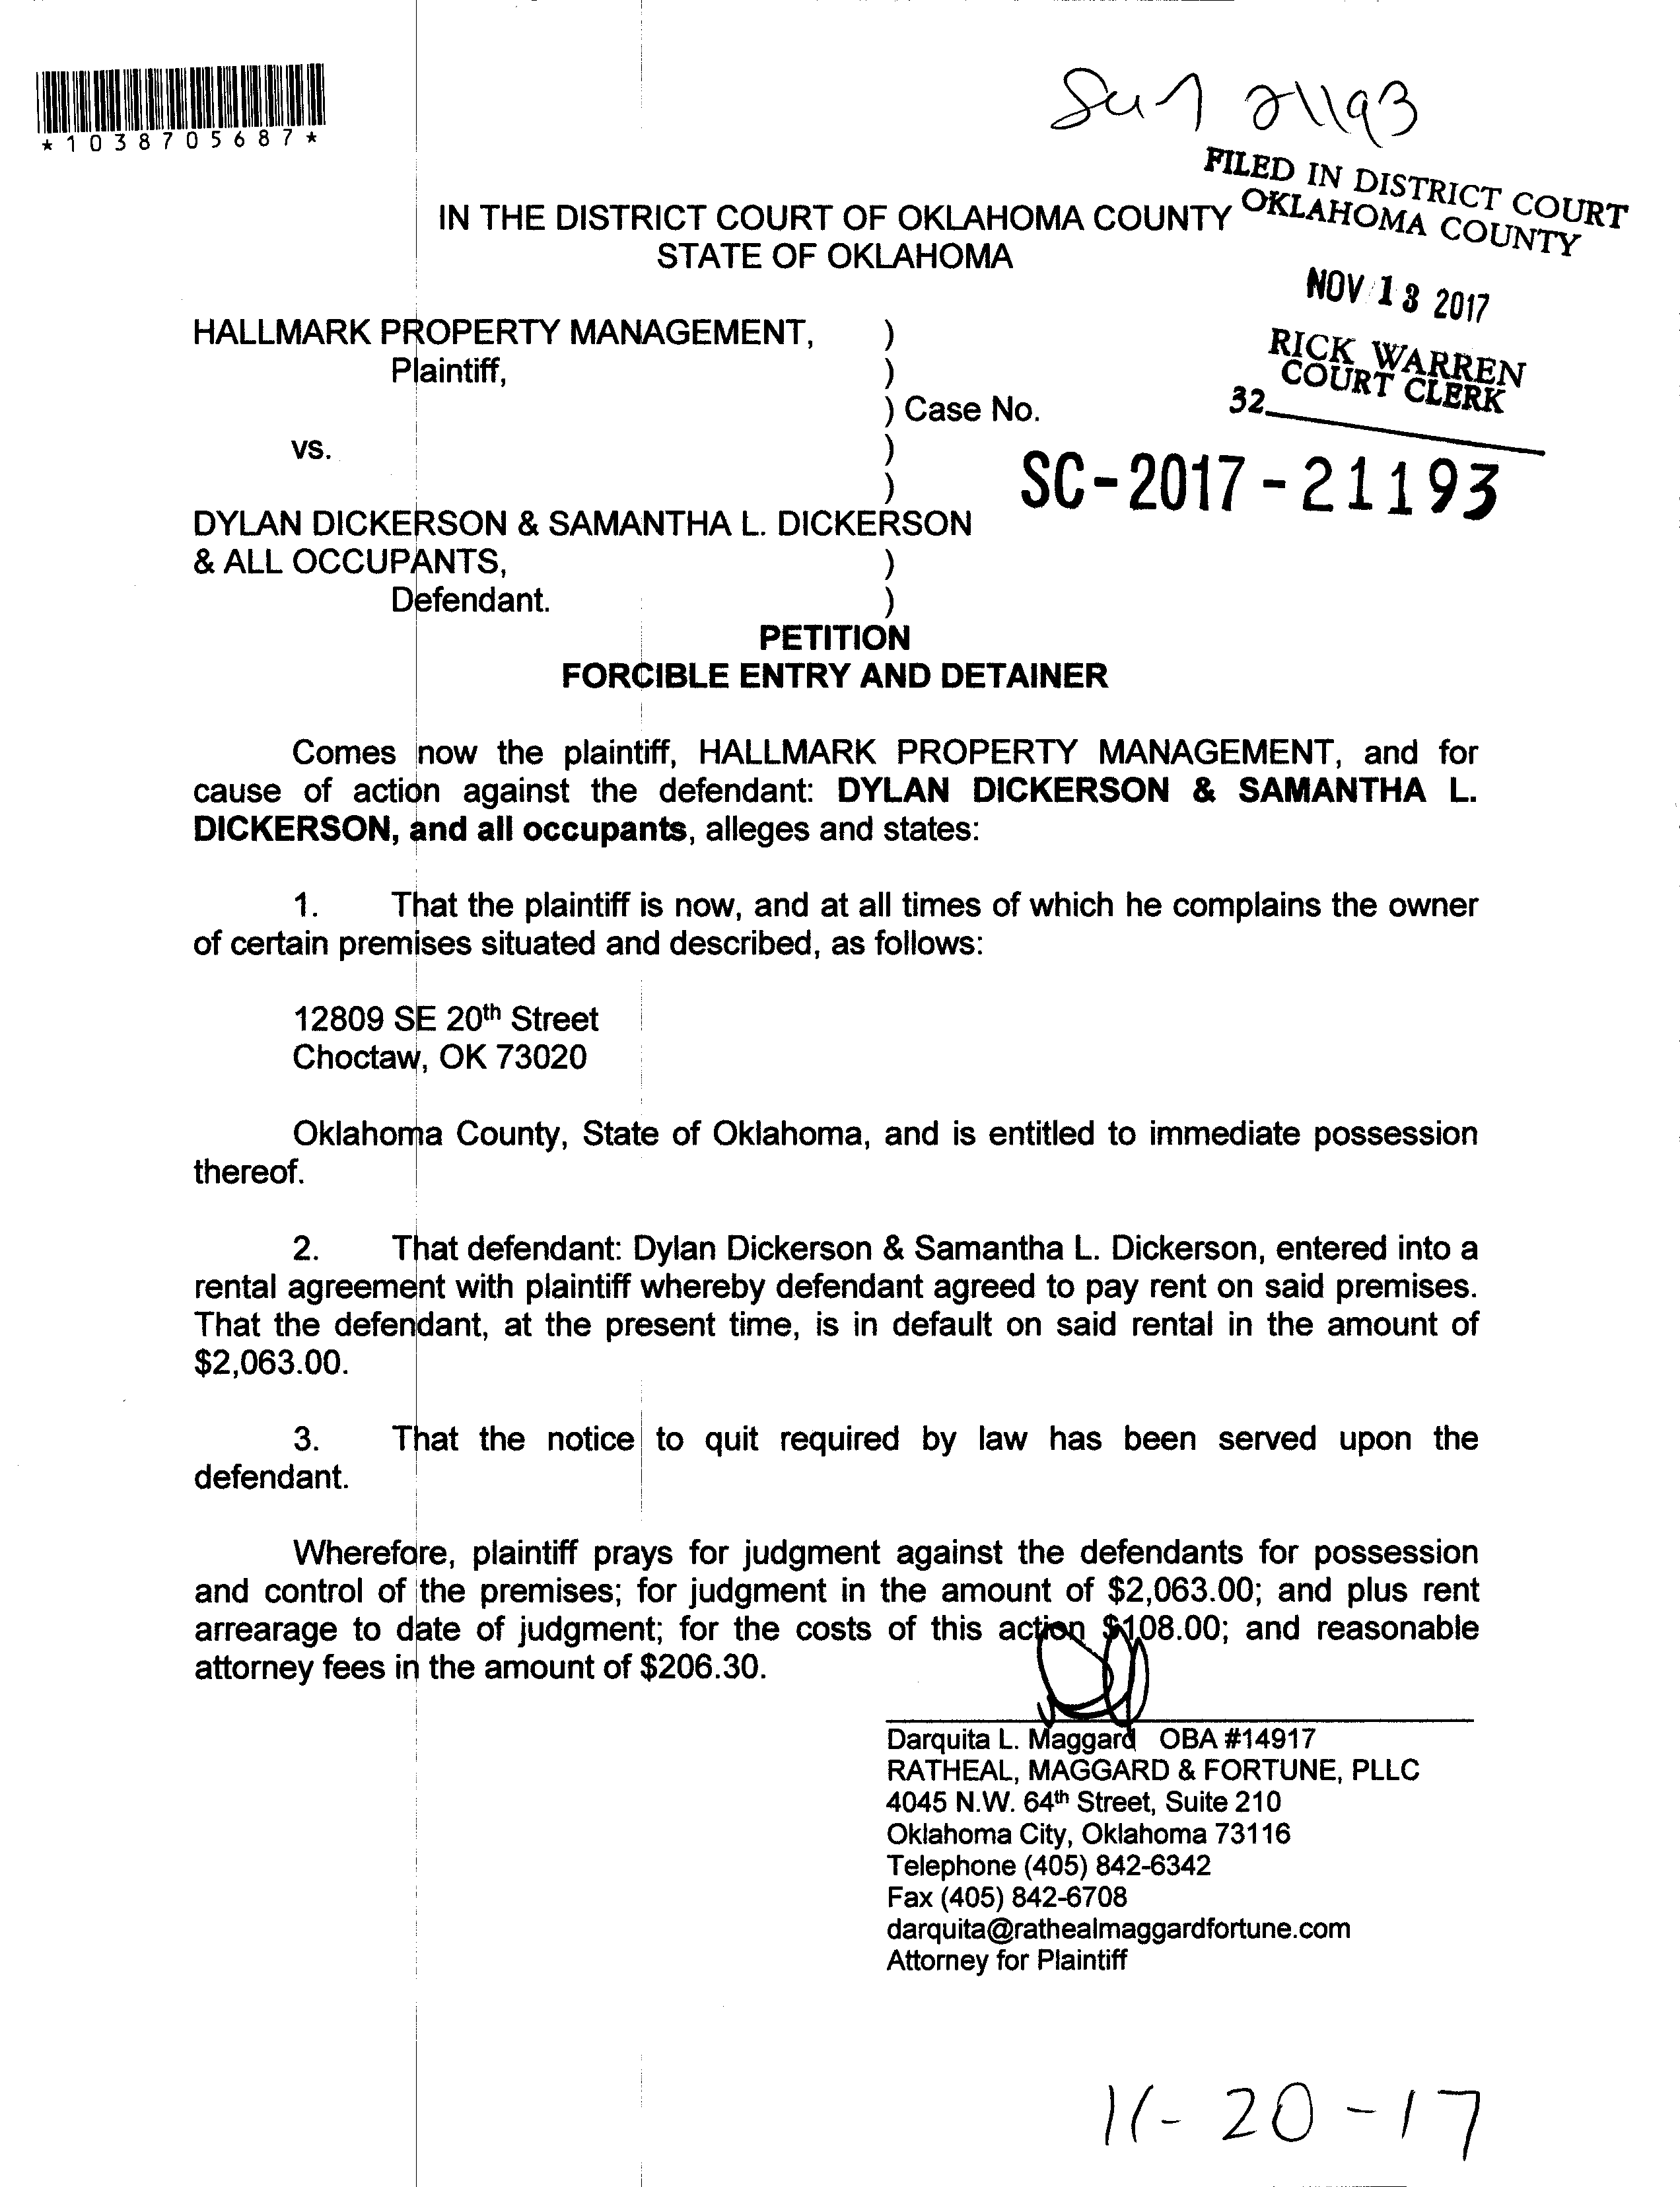 *1038705687*
21193
FILED IN DISTRICT COURT
OKLAHOMA COUNTY
IN THE DISTRICT COURT OF OKLAHOMA COUNTY
STATE OF OKLAHOMA
NOV 13 2017
RICK WARREN
COURT CLERK
32
HALLMARK PROPERTY MANAGEMENT, )
Plaintiff, )
) Case No.
vs. )
)
SC-2017-21193
DYLAN DICKERSON & SAMANTHA L. DICKERSON
& ALL OCCUPANTS, )
Defendant. )
PETITION
FORCIBLE ENTRY AND DETAINER
Comes now the plaintiff, HALLMARK PROPERTY MANAGEMENT, and for
cause of action against the defendant: DYLAN DICKERSON & SAMANTHA L.
DICKERSON, and all occupants, alleges and states:
1. That the plaintiff is now, and at all times of which he complains the owner
of certain premises situated and described, as follows:
12809 SE 20th Street
Choctaw, OK 73020
Oklahoma County, State of Oklahoma, and is entitled to immediate possession
thereof.
2. That defendant: Dylan Dickerson & Samantha L. Dickerson, entered into a
rental agreement with plaintiff whereby defendant agreed to pay rent on said premises.
That the defendant, at the present time, is in default on said rental in the amount of
$2,063.00.
3. That the notice to quit required by law has been served upon the
defendant.
Wherefore, plaintiff prays for judgment against the defendants for possession
and control of the premises; for judgment in the amount of $2,063.00; and plus rent
arrearage to date of judgment; for the costs of this action $108.00; and reasonable
attorney fees in the amount of $206.30.
Darquita L. Maggard OBA #14917
RATHEAL, MAGGARD & FORTUNE, PLLC
4045 N.W. 64th Street, Suite 210
Oklahoma City, Oklahoma 73116
Telephone (405) 842-6342
Fax (405) 842-6708
darquita@rathealmaggardfortune.com
Attorney for Plaintiff
11-20-17